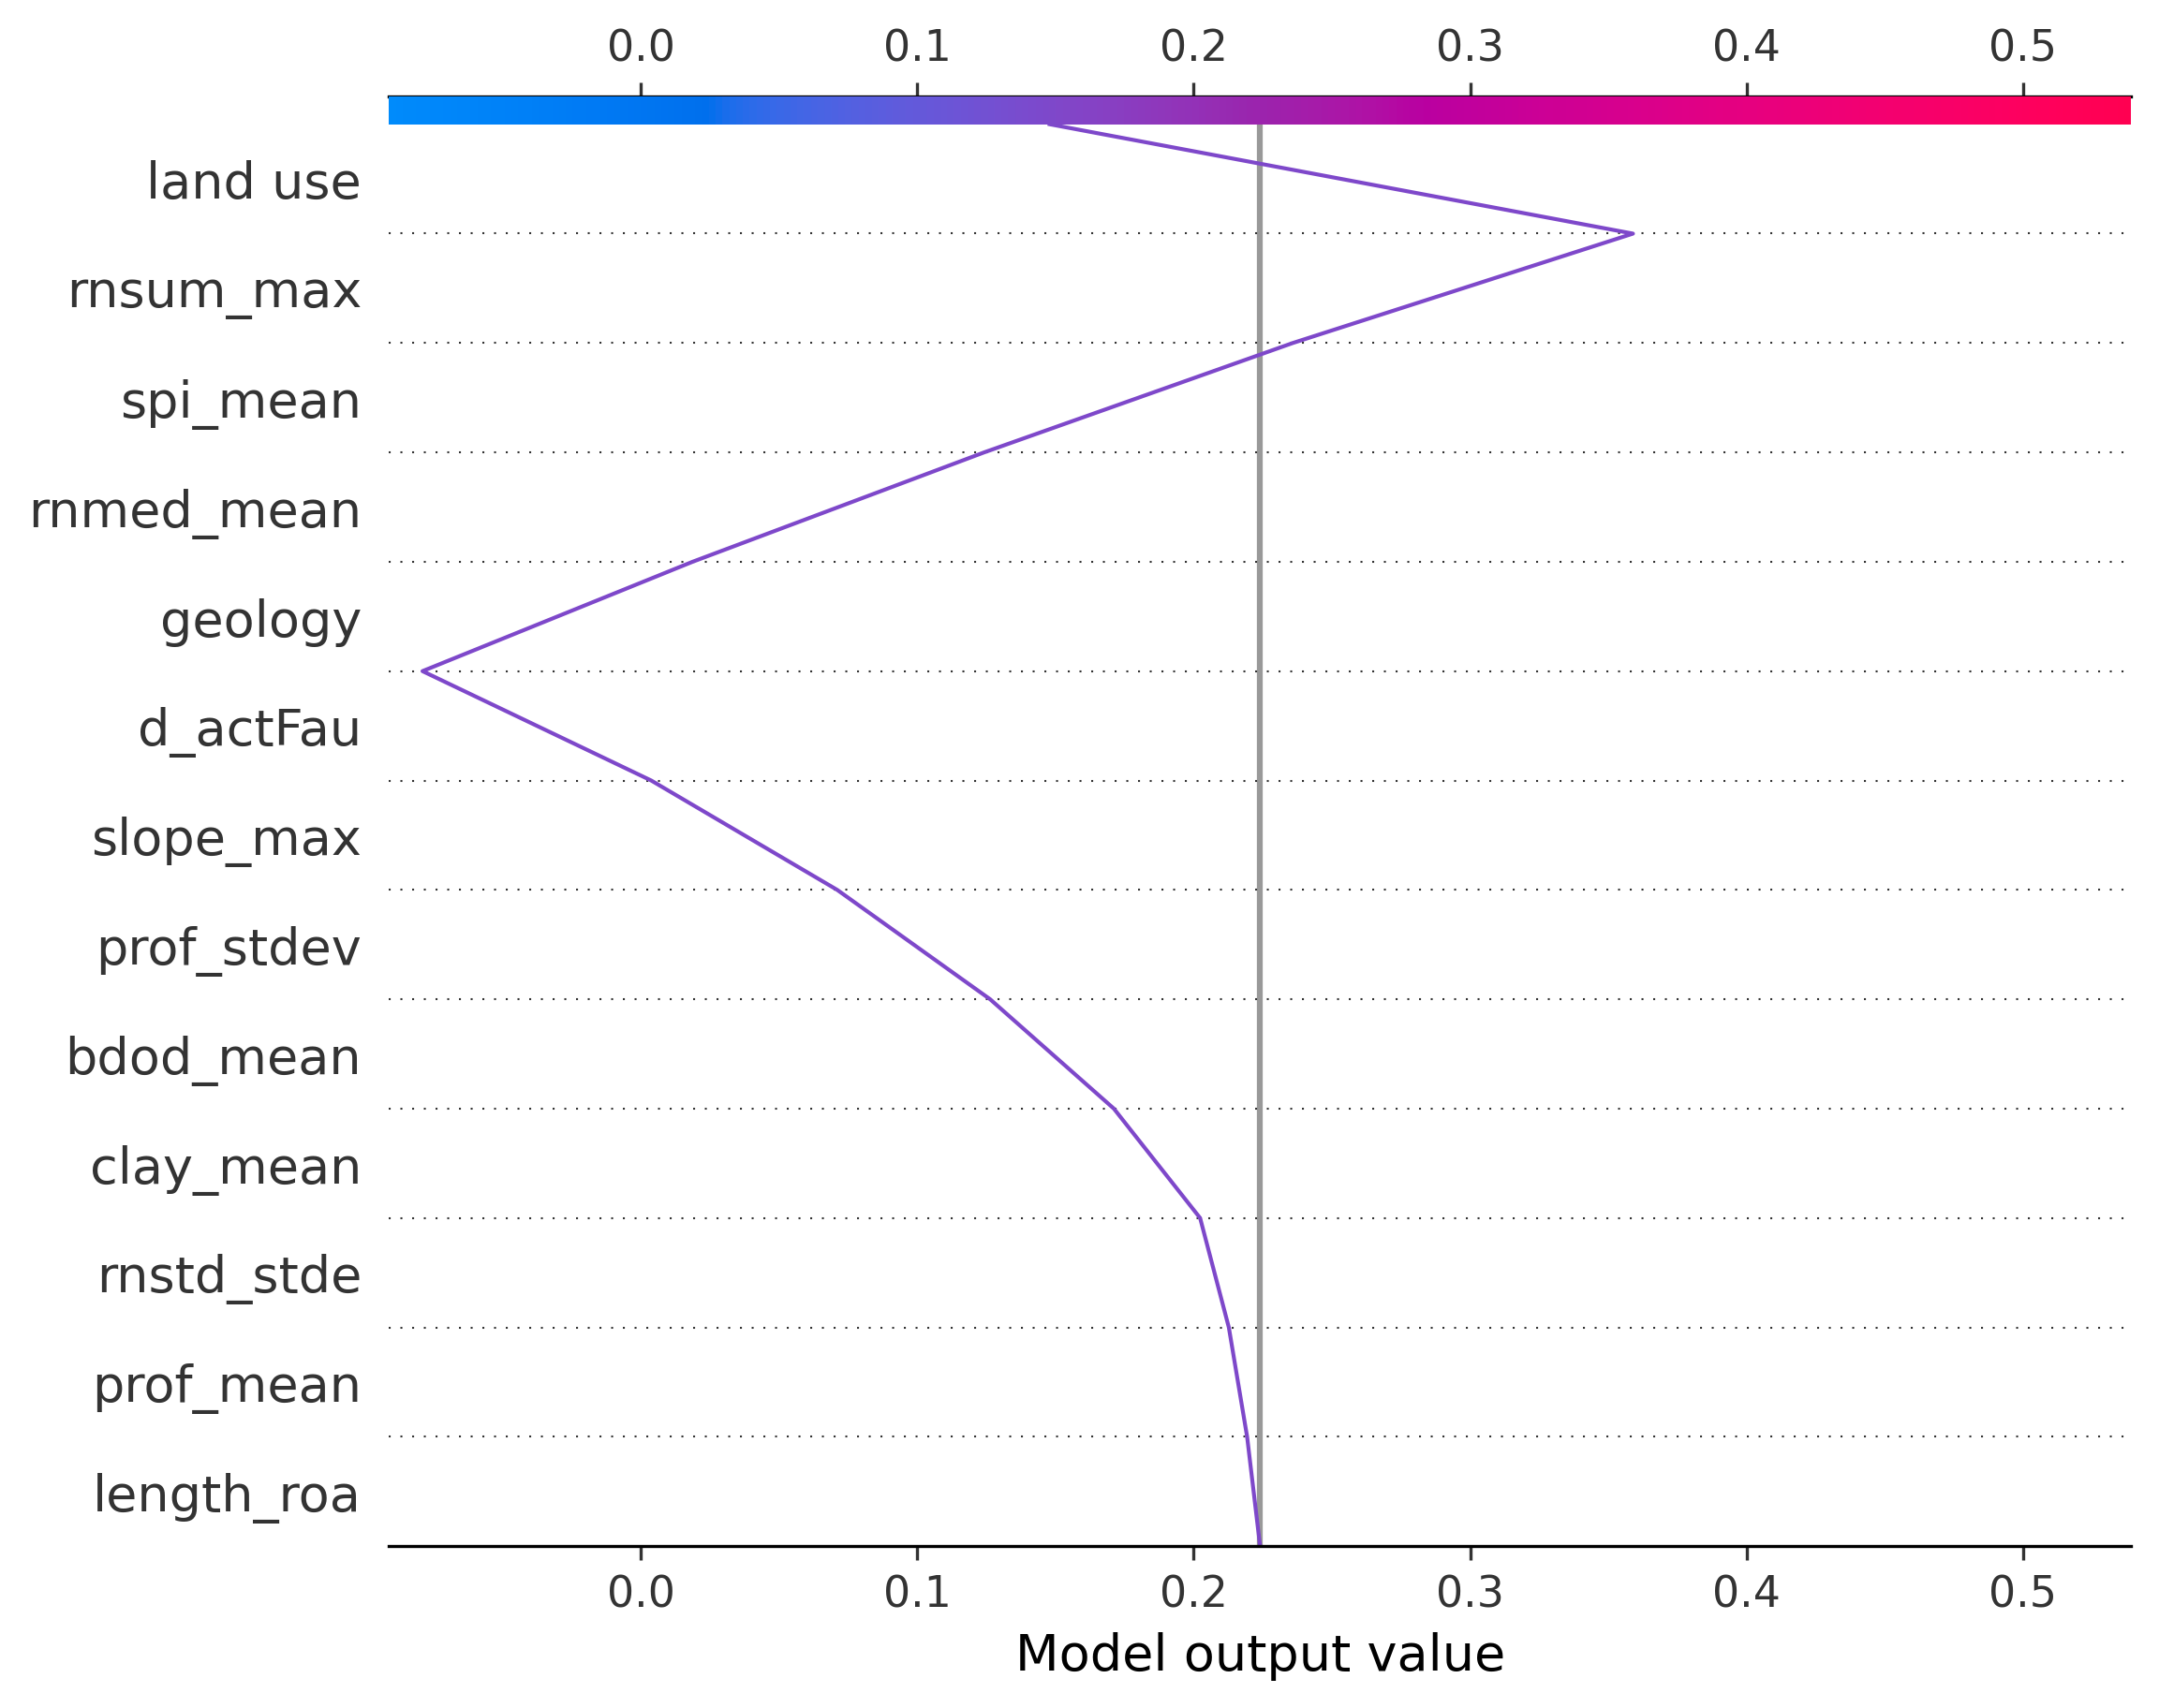 0.0 0.1 0.2 0.3 0.4 0.5
land use
rnsum_max
spi_mean
rnmed_mean
geology
d_actFau
slope_max
prof_stdev
bdod_mean
clay_mean
rnstd_stde
prof_mean
length_roa
0.0 0.1 0.2 0.3 0.4 0.5
Model output value